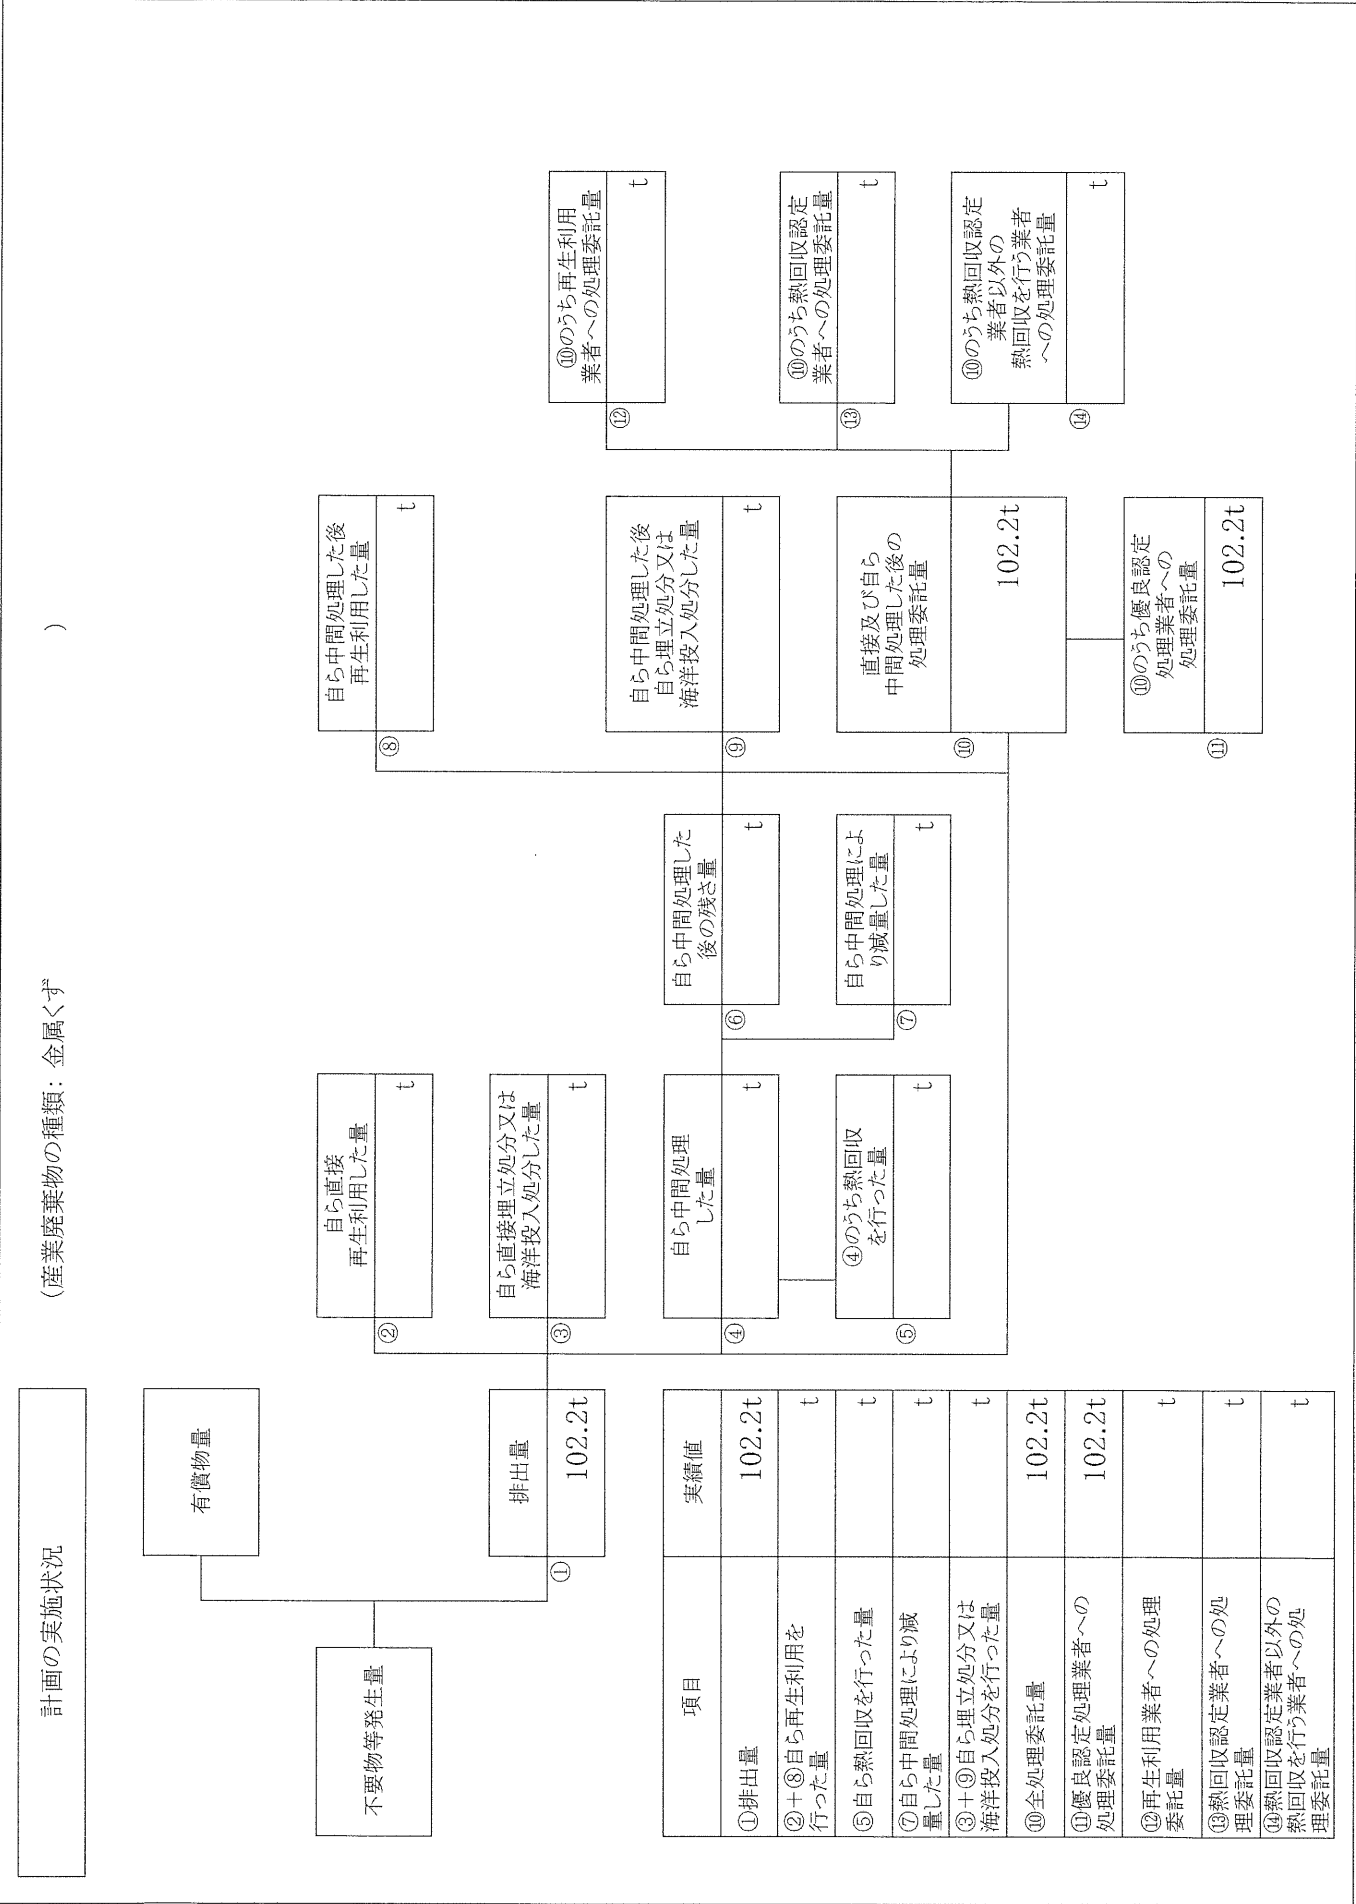 計画の実施状況
(産業廃棄物の種類：金属くず )
不要物等発生量
有償物量
①
排出量
102.2t
②
自ら直接
再生利用した量
t
③
自ら直接埋立処分又は
海洋投入処分した量
t
④
自ら中間処理
した量
t
⑤
④のうち熱回収
を行った量
t
⑥
自ら中間処理した
後の残さ量
t
⑦
自ら中間処理によ
り減量した量
t
⑧
自ら中間処理した後
再生利用した量
t
⑨
自ら中間処理した後
自ら埋立処分又は
海洋投入処分した量
t
⑩
直接及び自ら
中間処理した後の
処理委託量
102.2t
⑪
⑩のうち優良認定
処理業者への
処理委託量
102.2t
⑫
⑩のうち再生利用
業者への処理委託量
t
⑬
⑩のうち熱回収認定
業者への処理委託量
t
⑭
⑩のうち熱回収認定
業者以外の
熱回収を行う業者
への処理委託量
t
項目
実績値
①排出量
102.2t
②＋⑧自ら再生利用を
行った量
t
⑤自ら熱回収を行った量
t
⑦自ら中間処理により減
量した量
t
③＋⑨自ら埋立処分又は
海洋投入処分を行った量
t
⑩全処理委託量
102.2t
⑪優良認定処理業者への
処理委託量
102.2t
⑫再生利用業者への処理
委託量
t
⑬熱回収認定業者への処
理委託量
t
⑭熱回収認定業者以外の
熱回収を行う業者への処
理委託量
t